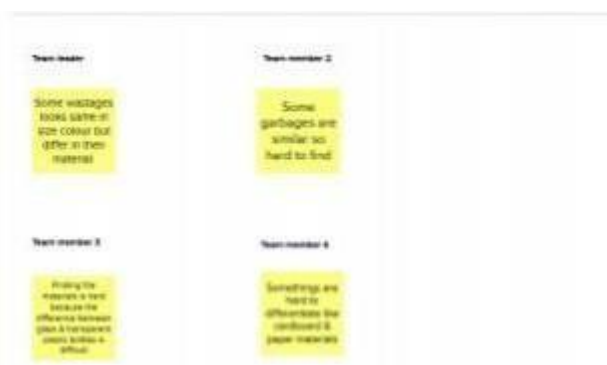 Team leader
Team member 2
Some wastages
looks same in
size colour but
differ in their
material
Some
garbages are
similar so
hard to find
Team member 3
Team member 4
Finding the
materials is hard
because the
difference between
glass & transparent
plastic bottles is
difficult
Somethings are
hard to
differentiate like
cardboard &
paper materials